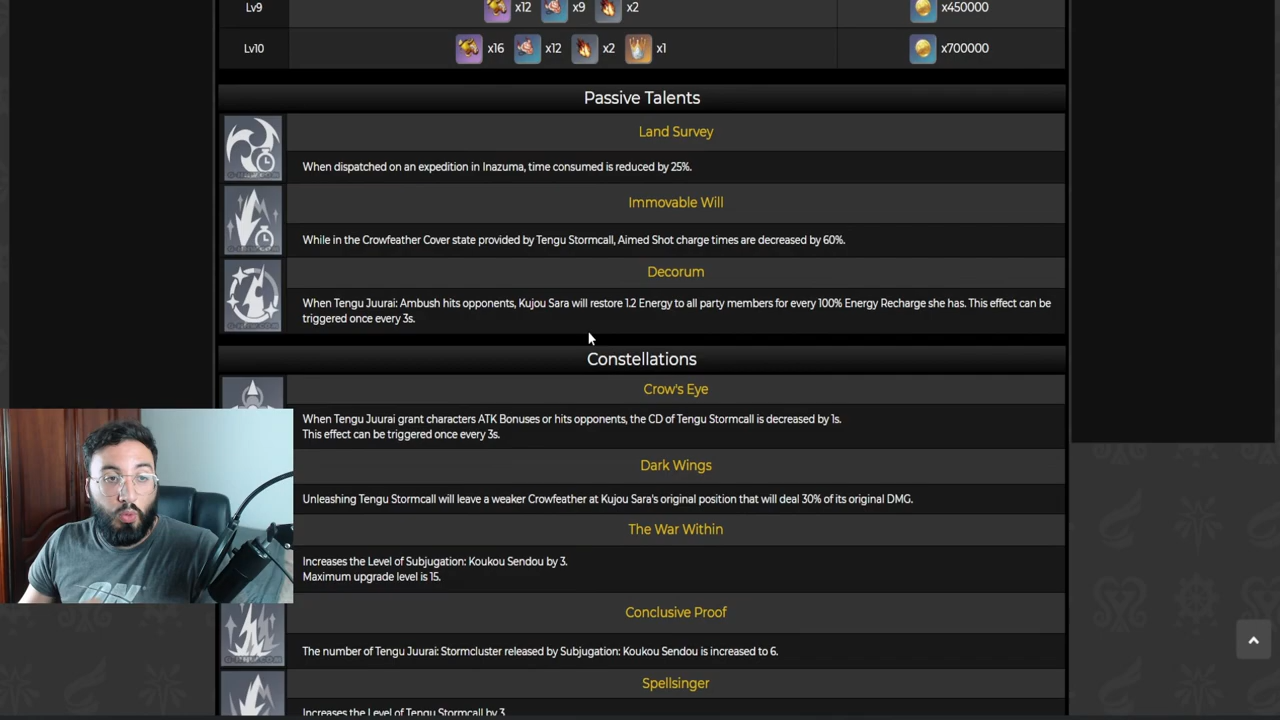 Lv9 x12 x9 x2 x450000
Lv10 x16 x12 x2 x1 x700000
Passive Talents
Land Survey
When dispatched on an expedition in Inazuma, time consumed is reduced by 25%.
Immovable Will
While in the Crowfeather Cover state provided by Tengu Stormcall, Aimed Shot charge times are decreased by 60%.
Decorum
When Tengu Juurai: Ambush hits opponents, Kujou Sara will restore 1.2 Energy to all party members for every 100% Energy Recharge she has. This effect can be
triggered once every 3s.
Constellations
Crow's Eye
When Tengu Juurai grant characters ATK Bonuses or hits opponents, the CD of Tengu Stormcall is decreased by 1s.
This effect can be triggered once every 3s.
Dark Wings
Unleashing Tengu Stormcall will leave a weaker Crowfeather at Kujou Sara's original position that will deal 30% of its original DMG.
The War Within
Increases the Level of Subjugation: Koukou Sendou by 3.
Maximum upgrade level is 15.
Conclusive Proof
The number of Tengu Juurai: Stormcluster released by Subjugation: Koukou Sendou is increased to 6.
Spellsinger
Increases the Level of Tengu Stormcall by 3